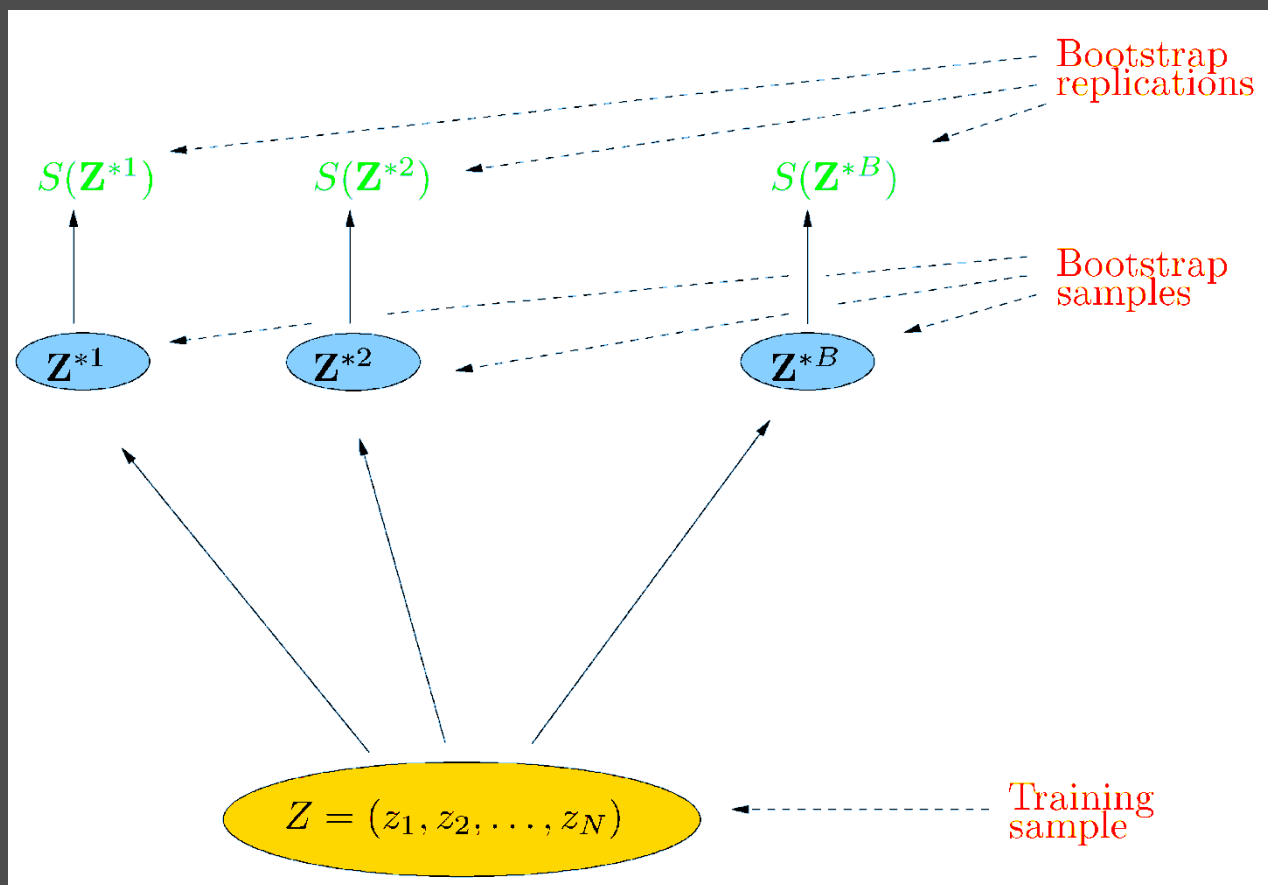 Bootstrap
replications
S(Z*1) S(Z*2) S(Z*B)
Bootstrap
samples
Z*1 Z*2 Z*B
Z = (z1, z2, . . . , zN)
Training
sample